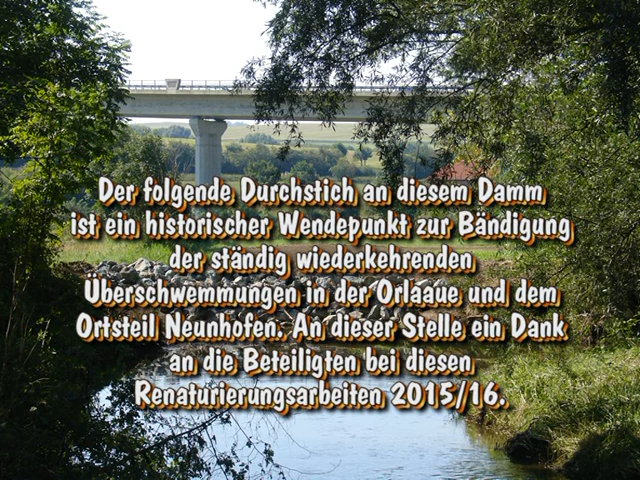 Der folgende Durchstich an diesem Damm
ist ein historischer Wendepunkt zur Bändigung
der ständig wiederkehrenden
Überschwemmungen in der Orlaaue und dem
Ortsteil Neunhofen. An dieser Stelle ein Dank
an die Beteiligten bei diesen
Renaturierungsarbeiten 2015/16.